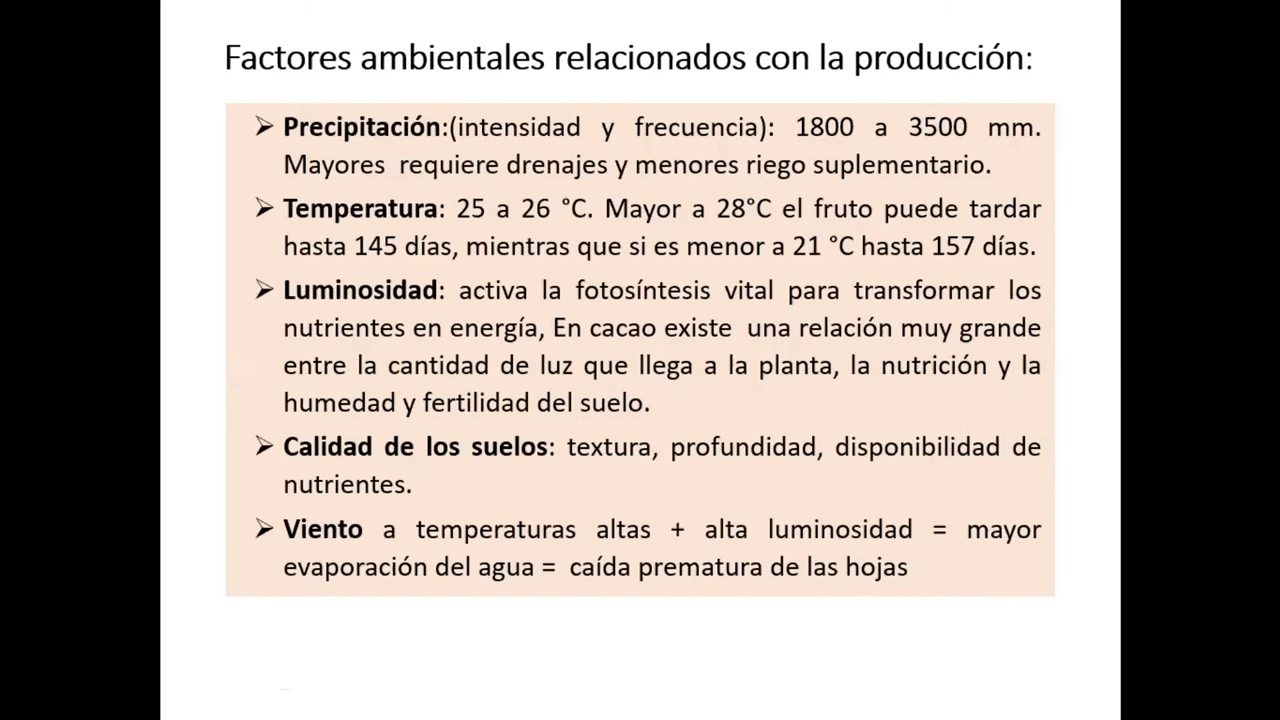 Factores ambientales relacionados con la producción:
➢ Precipitación:(intensidad y frecuencia): 1800 a 3500 mm.
Mayores requiere drenajes y menores riego suplementario.
➢ Temperatura: 25 a 26 °C. Mayor a 28°C el fruto puede tardar
hasta 145 días, mientras que si es menor a 21 °C hasta 157 días.
➢ Luminosidad: activa la fotosíntesis vital para transformar los
nutrientes en energía, En cacao existe una relación muy grande
entre la cantidad de luz que llega a la planta, la nutrición y la
humedad y fertilidad del suelo.
➢ Calidad de los suelos: textura, profundidad, disponibilidad de
nutrientes.
➢ Viento a temperaturas altas + alta luminosidad = mayor
evaporación del agua = caída prematura de las hojas